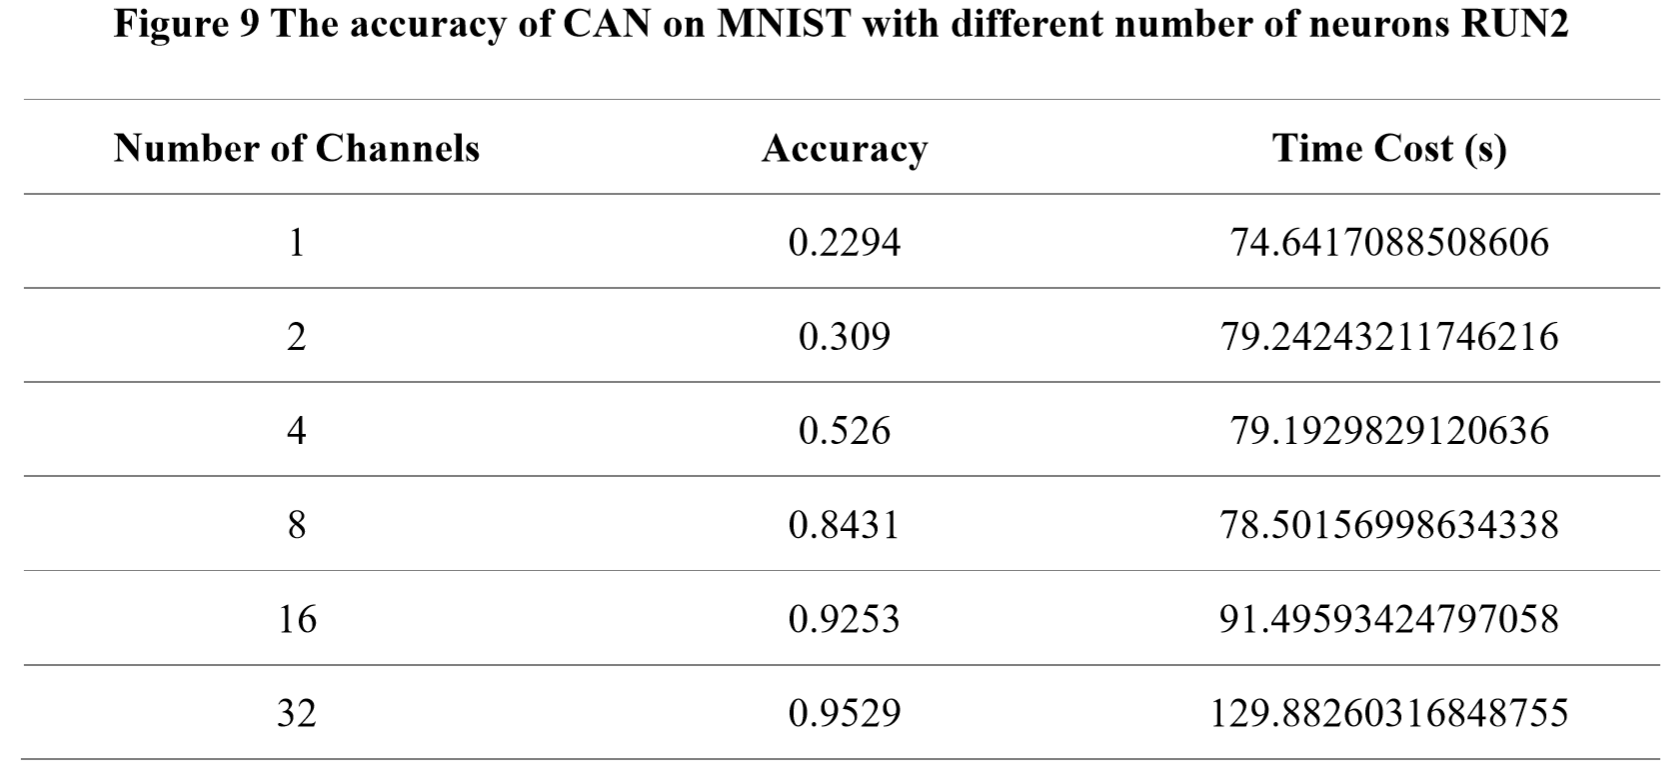 Figure 9 The accuracy of CAN on MNIST with different number of neurons RUN2
Number of Channels Accuracy Time Cost (s)
1 0.2294 74.6417088508606
2 0.309 79.24243211746216
4 0.526 79.1929829120636
8 0.8431 78.50156998634338
16 0.9253 91.49593424797058
32 0.9529 129.88260316848755